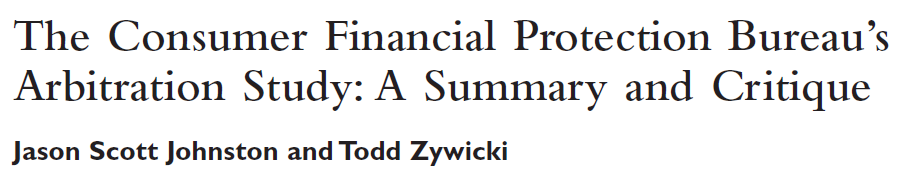 The Consumer Financial Protection Bureau’s
Arbitration Study: A Summary and Critique
Jason Scott Johnston and Todd Zywicki